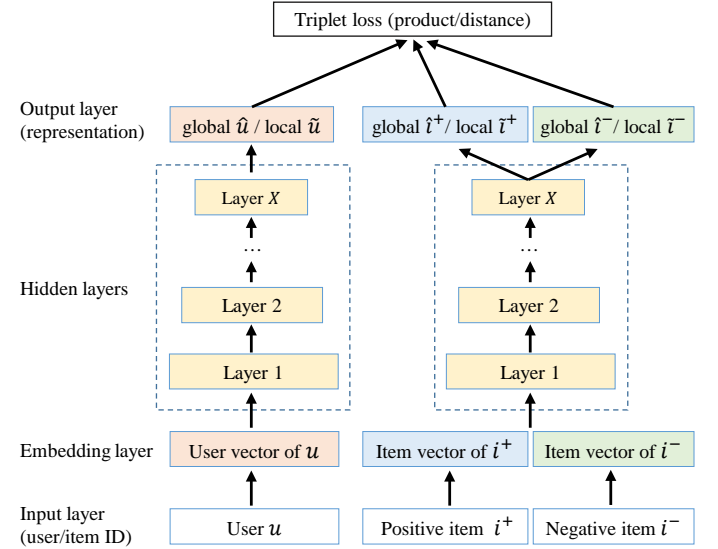 Triplet loss (product/distance)
Output layer
(representation)
global û / local ũ
global î⁺/ local ĩ⁺
global î⁻/ local ĩ⁻
Hidden layers
Layer X
Layer X
...
...
Layer 2
Layer 2
Layer 1
Layer 1
Embedding layer
User vector of u
Item vector of i⁺
Item vector of i⁻
Input layer
(user/item ID)
User u
Positive item i⁺
Negative item i⁻